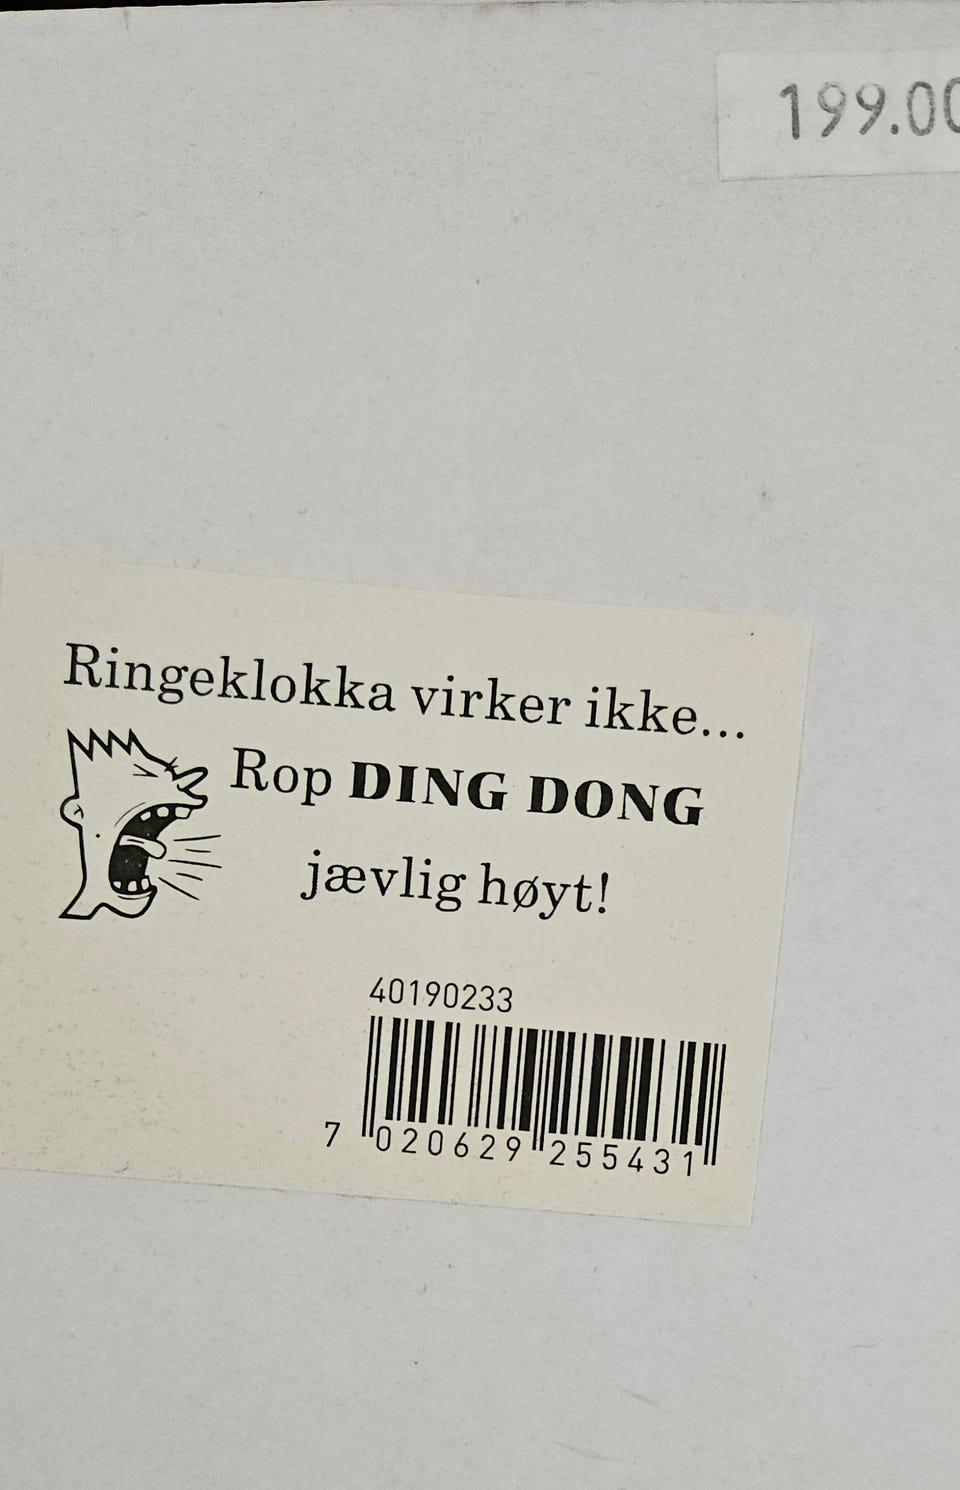 199.00
Ringeklokka virker ikke...
Rop DING DONG
jævlig høyt!
40190233
7 020629 255431